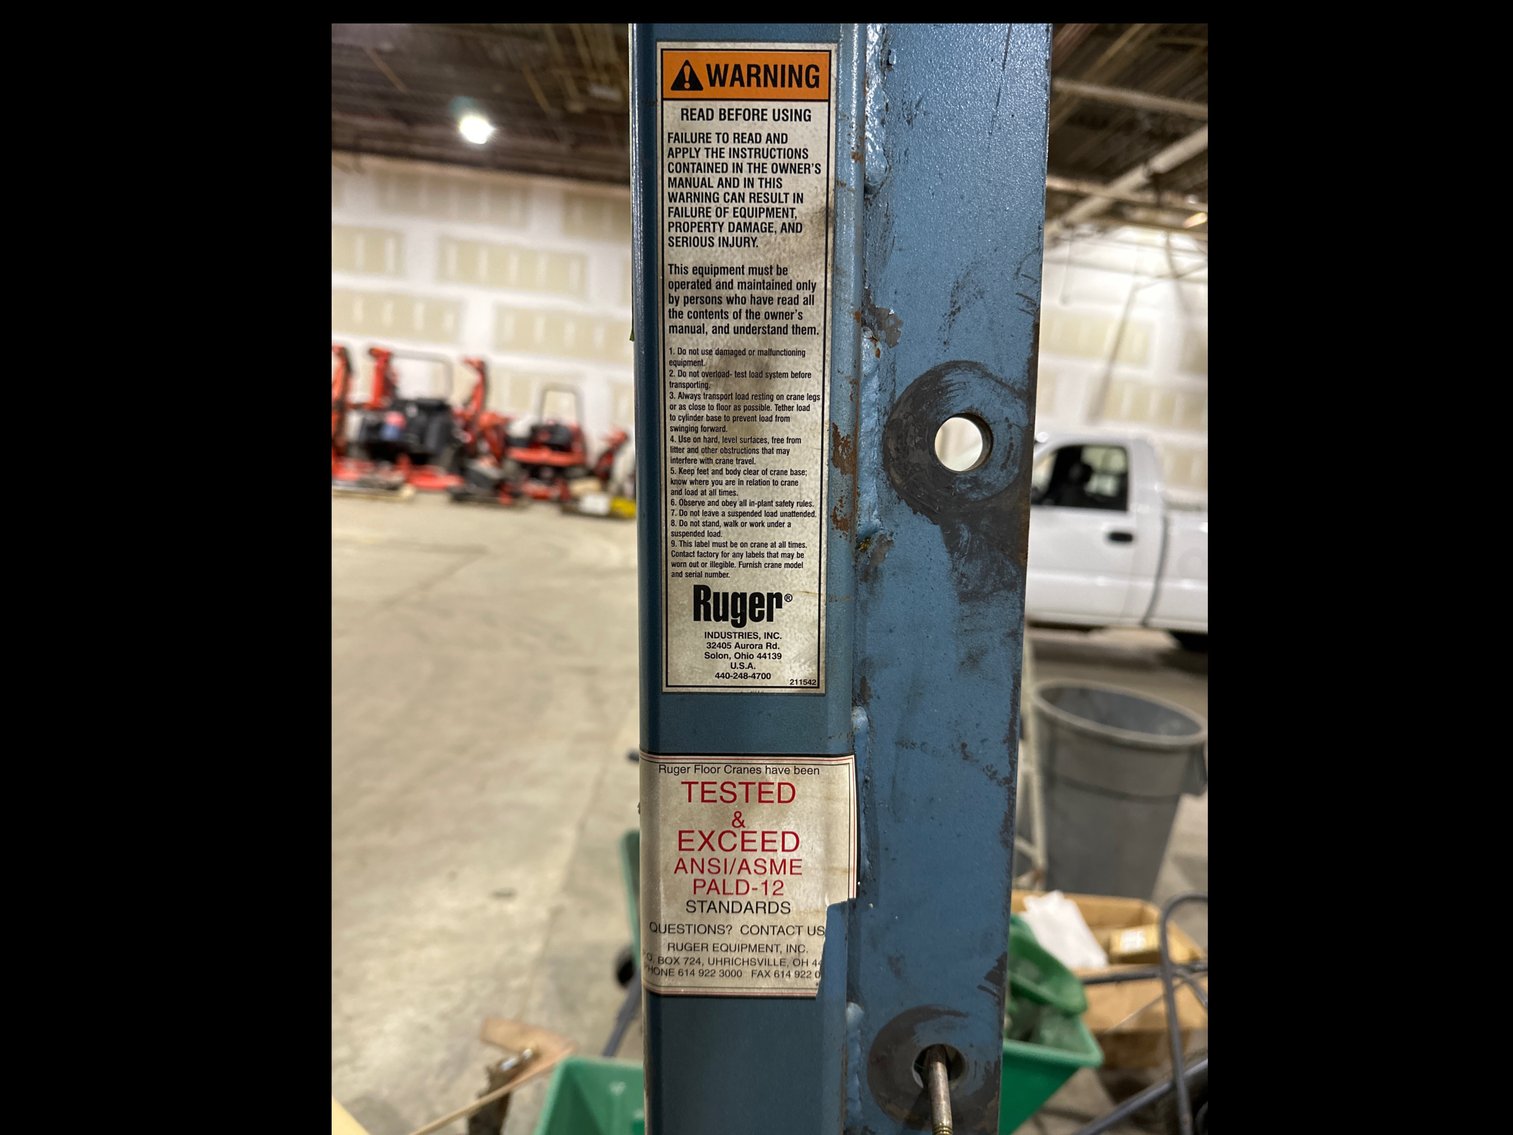 WARNING
READ BEFORE USING
FAILURE TO READ AND
APPLY THE INSTRUCTIONS
CONTAINED IN THE OWNER'S
MANUAL AND IN THIS
WARNING CAN RESULT IN
FAILURE OF EQUIPMENT,
PROPERTY DAMAGE, AND
SERIOUS INJURY.
This equipment must be
operated and maintained only
by persons who have read all
the contents of the owner's
manual, and understand them.
1. Do not use damaged or malfunctioning
equipment.
2. Do not overload- test load system before
transporting.
3. Always transport load resting on crane legs
or as close to floor as possible. Tether load
to cylinder base to prevent load from
swinging forward.
4. Use on hard, level surfaces, free from
litter and other obstructions that may
interfere with crane travel.
5. Keep feet and body clear of crane base;
know where you are in relation to crane
and load at all times.
6. Observe and obey all in-plant safety rules.
7. Do not leave a suspended load unattended.
8. Do not stand, walk or work under a
suspended load.
9. This label must be on crane at all times.
Contact factory for any labels that may be
worn out or illegible. Furnish crane model
and serial number.
Ruger®
INDUSTRIES, INC.
32405 Aurora Rd.
Solon, Ohio 44139
U.S.A.
440-248-4700
211542
Ruger Floor Cranes have been
TESTED
&
EXCEED
ANSI/ASME
PALD-12
STANDARDS
QUESTIONS? CONTACT US
RUGER EQUIPMENT, INC.
O. BOX 724, UHRICHSVILLE, OH 44
HONE 614 922 3000 FAX 614 922 0